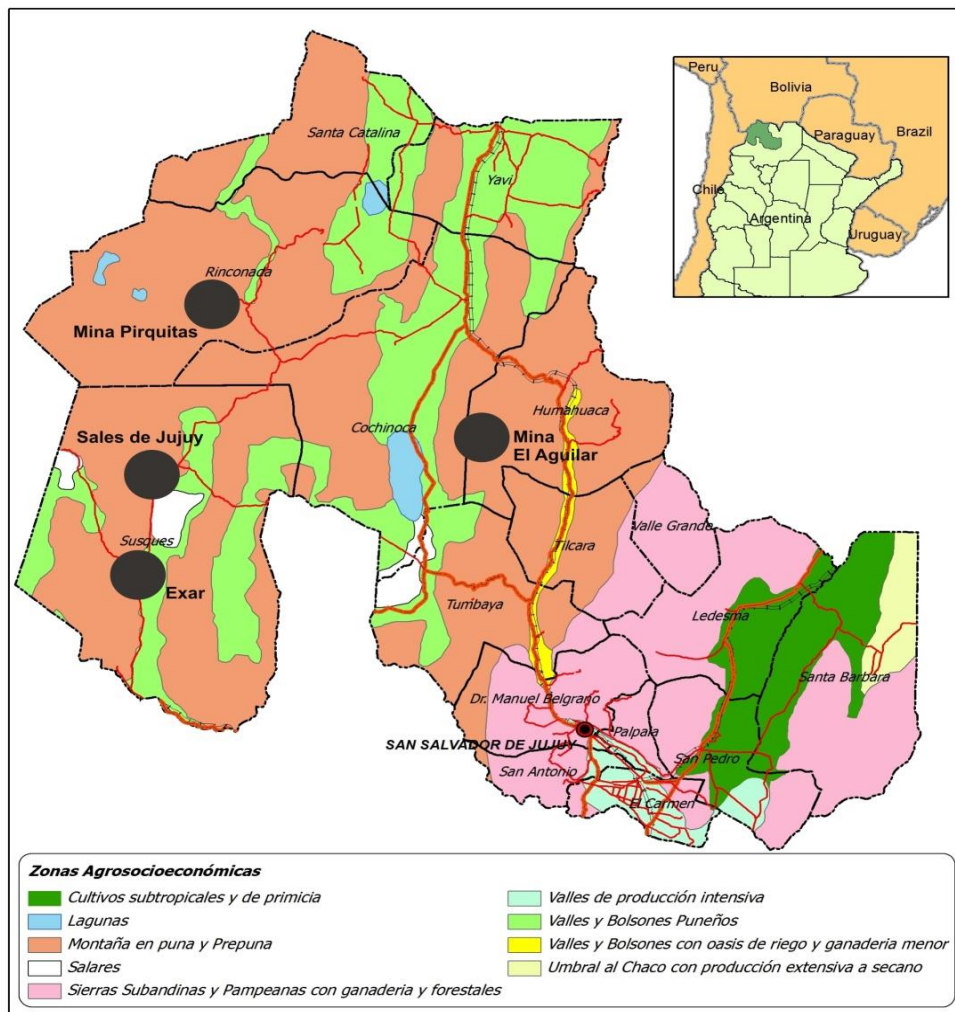 Peru
Bolivia
Paraguay
Brazil
Chile
Argentina
Uruguay
Santa Catalina
Yavi
Rinconada
Mina Pirquitas
Humahuaca
Cochinoca
Mina
El Aguilar
Sales de Jujuy
Susques
Exar
Valle Grande
Tilcara
Tumbaya
Ledesma
Santa Barbara
Dr. Manuel Belgrano
Palpala
SAN SALVADOR DE JUJUY
San Pedro
San Antonio
El Carmen
Zonas Agrosocioeconómicas
Cultivos subtropicales y de primicia
Lagunas
Montaña en puna y Prepuna
Salares
Sierras Subandinas y Pampeanas con ganaderia y forestales
Valles de producción intensiva
Valles y Bolsones Puneños
Valles y Bolsones con oasis de riego y ganaderia menor
Umbral al Chaco con producción extensiva a secano